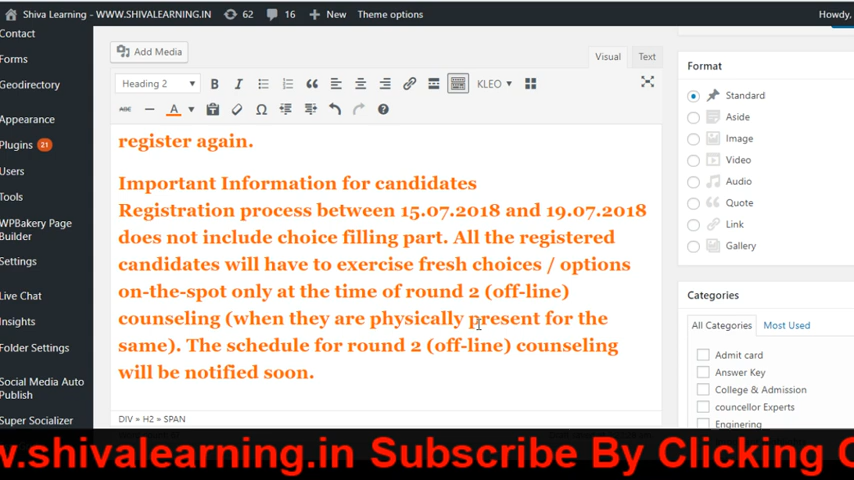 Shiva Learning - WWW.SHIVALEARNING.IN 62 16 + New Theme options Howdy,
Contact
Forms
Geodirectory
Appearance
Plugins 21
Users
Tools
WPBakery Page
Builder
Settings
Live Chat
Insights
Folder Settings
Social Media Auto
Publish
Super Socializer
Add Media
Visual Text
Heading 2 B I KLEO
ABC A
register again.
Important Information for candidates
Registration process between 15.07.2018 and 19.07.2018
does not include choice filling part. All the registered
candidates will have to exercise fresh choices / options
on-the-spot only at the time of round 2 (off-line)
counseling (when they are physically present for the
same). The schedule for round 2 (off-line) counseling
will be notified soon.
DIV » H2 » SPAN
Format
Standard
Aside
Image
Video
Audio
Quote
Link
Gallery
Categories
All Categories Most Used
Admit card
Answer Key
College & Admission
councellor Experts
Enginering
w.shivalearning.in Subscribe By Clicking